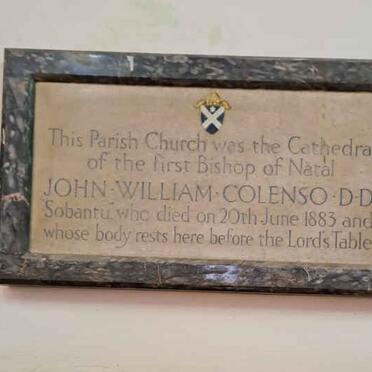 This Parish Church was the Cathedra
of the first Bishop of Natal
JOHN·WILLIAM·COLENSO·D·D
Sobantu, who died on 20th June 1883 and
whose body rests here before the Lord's Table